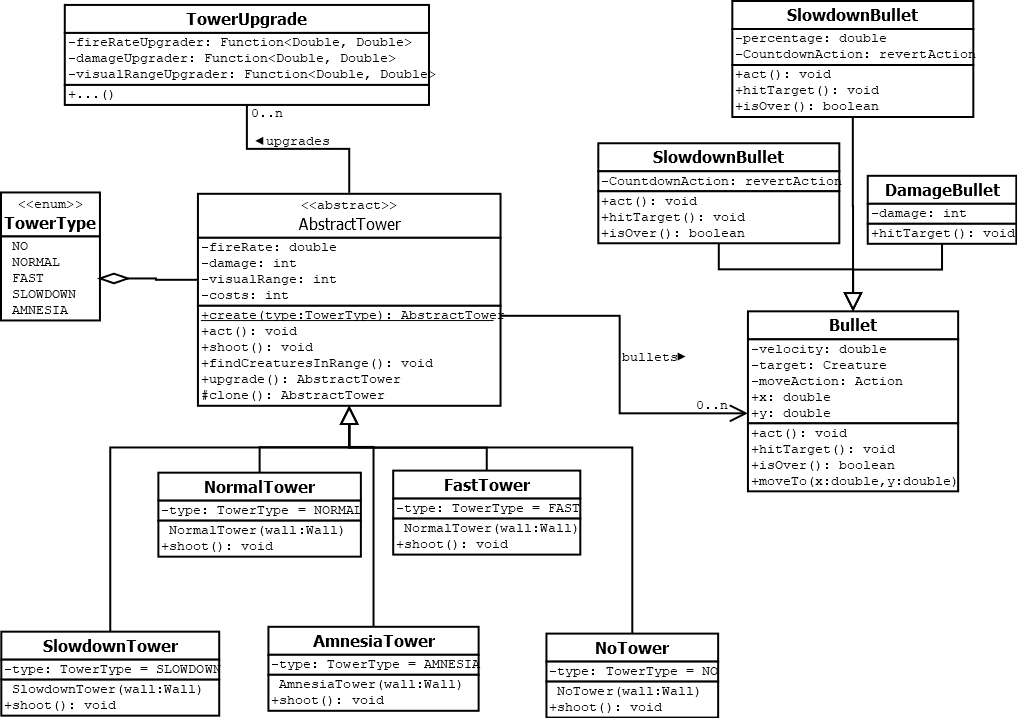 TowerUpgrade
-fireRateUpgrader: Function<Double, Double>
-damageUpgrader: Function<Double, Double>
-visualRangeUpgrader: Function<Double, Double>
+...()
0..n
◄upgrades
<<enum>>
TowerType
NO
NORMAL
FAST
SLOWDOWN
AMNESIA
<<abstract>>
AbstractTower
-fireRate: double
-damage: int
-visualRange: int
-costs: int
+create(type:TowerType): AbstractTower
+act(): void
+shoot(): void
+findCreaturesInRange(): void
+upgrade(): AbstractTower
#clone(): AbstractTower
SlowdownBullet
-percentage: double
-CountdownAction: revertAction
+act(): void
+hitTarget(): void
+isOver(): boolean
SlowdownBullet
-CountdownAction: revertAction
+act(): void
+hitTarget(): void
+isOver(): boolean
DamageBullet
-damage: int
+hitTarget(): void
bullets►
0..n
Bullet
-velocity: double
-target: Creature
-moveAction: Action
+x: double
+y: double
+act(): void
+hitTarget(): void
+isOver(): boolean
+moveTo(x:double,y:double)
NormalTower
-type: TowerType = NORMAL
NormalTower(wall:Wall)
+shoot(): void
FastTower
-type: TowerType = FAST
NormalTower(wall:Wall)
+shoot(): void
SlowdownTower
-type: TowerType = SLOWDOWN
SlowdownTower(wall:Wall)
+shoot(): void
AmnesiaTower
-type: TowerType = AMNESIA
AmnesiaTower(wall:Wall)
+shoot(): void
NoTower
-type: TowerType = NO
NoTower(wall:Wall)
+shoot(): void